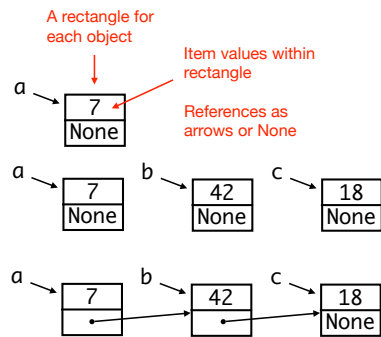 A rectangle for
each object
Item values within
rectangle
a
7
None
References as
arrows or None
a
7
None
b
42
None
c
18
None
a
7
b
42
c
18
None